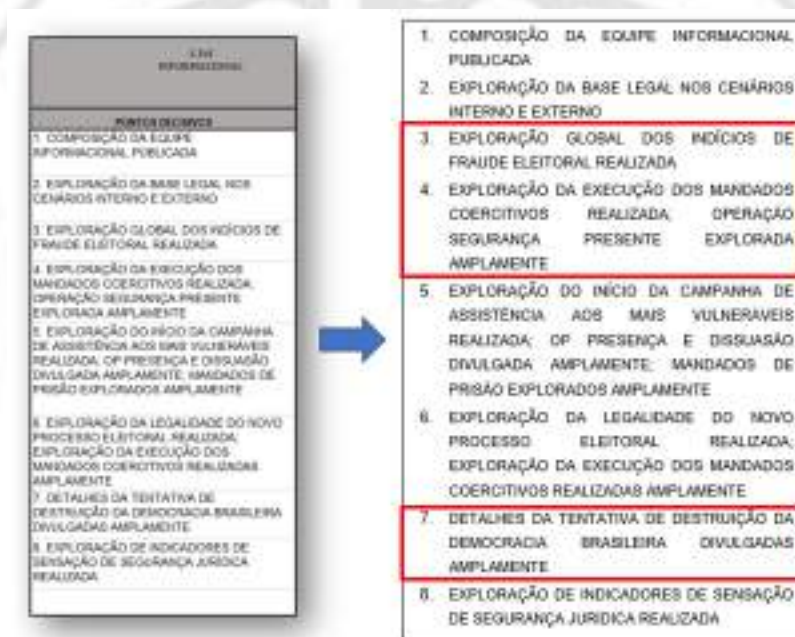 INFORMACIONAL
PONTOS DECISIVOS
1. COMPOSIÇÃO DA EQUIPE
INFORMACIONAL PUBLICADA
2. EXPLORAÇÃO DA BASE LEGAL NOS
CENÁRIOS INTERNO E EXTERNO
3. EXPLORAÇÃO GLOBAL DOS INDÍCIOS DE
FRAUDE ELEITORAL REALIZADA
4. EXPLORAÇÃO DA EXECUÇÃO DOS
MANDADOS COERCITIVOS REALIZADA;
OPERAÇÃO SEGURANÇA PRESENTE
EXPLORADA AMPLAMENTE
5. EXPLORAÇÃO DO INÍCIO DA CAMPANHA
DE ASSISTÊNCIA AOS MAIS VULNERÁVEIS
REALIZADA; OP PRESENÇA E DISSUASÃO
DIVULGADA AMPLAMENTE; MANDADOS DE
PRISÃO EXPLORADOS AMPLAMENTE
6. EXPLORAÇÃO DA LEGALIDADE DO NOVO
PROCESSO ELEITORAL REALIZADA;
EXPLORAÇÃO DA EXECUÇÃO DOS
MANDADOS COERCITIVOS REALIZADAS
AMPLAMENTE
7. DETALHES DA TENTATIVA DE
DESTRUIÇÃO DA DEMOCRACIA BRASILEIRA
DIVULGADAS AMPLAMENTE
8. EXPLORAÇÃO DE INDICADORES DE
SENSAÇÃO DE SEGURANÇA JURÍDICA
REALIZADA
1. COMPOSIÇÃO DA EQUIPE INFORMACIONAL
PUBLICADA
2. EXPLORAÇÃO DA BASE LEGAL NOS CENÁRIOS
INTERNO E EXTERNO
3. EXPLORAÇÃO GLOBAL DOS INDÍCIOS DE
FRAUDE ELEITORAL REALIZADA
4. EXPLORAÇÃO DA EXECUÇÃO DOS MANDADOS
COERCITIVOS REALIZADA; OPERAÇÃO
SEGURANÇA PRESENTE EXPLORADA
AMPLAMENTE
5. EXPLORAÇÃO DO INÍCIO DA CAMPANHA DE
ASSISTÊNCIA AOS MAIS VULNERÁVEIS
REALIZADA; OP PRESENÇA E DISSUASÃO
DIVULGADA AMPLAMENTE; MANDADOS DE
PRISÃO EXPLORADOS AMPLAMENTE
6. EXPLORAÇÃO DA LEGALIDADE DO NOVO
PROCESSO ELEITORAL REALIZADA;
EXPLORAÇÃO DA EXECUÇÃO DOS MANDADOS
COERCITIVOS REALIZADAS AMPLAMENTE
7. DETALHES DA TENTATIVA DE DESTRUIÇÃO DA
DEMOCRACIA BRASILEIRA DIVULGADAS
AMPLAMENTE
8. EXPLORAÇÃO DE INDICADORES DE SENSAÇÃO
DE SEGURANÇA JURÍDICA REALIZADA